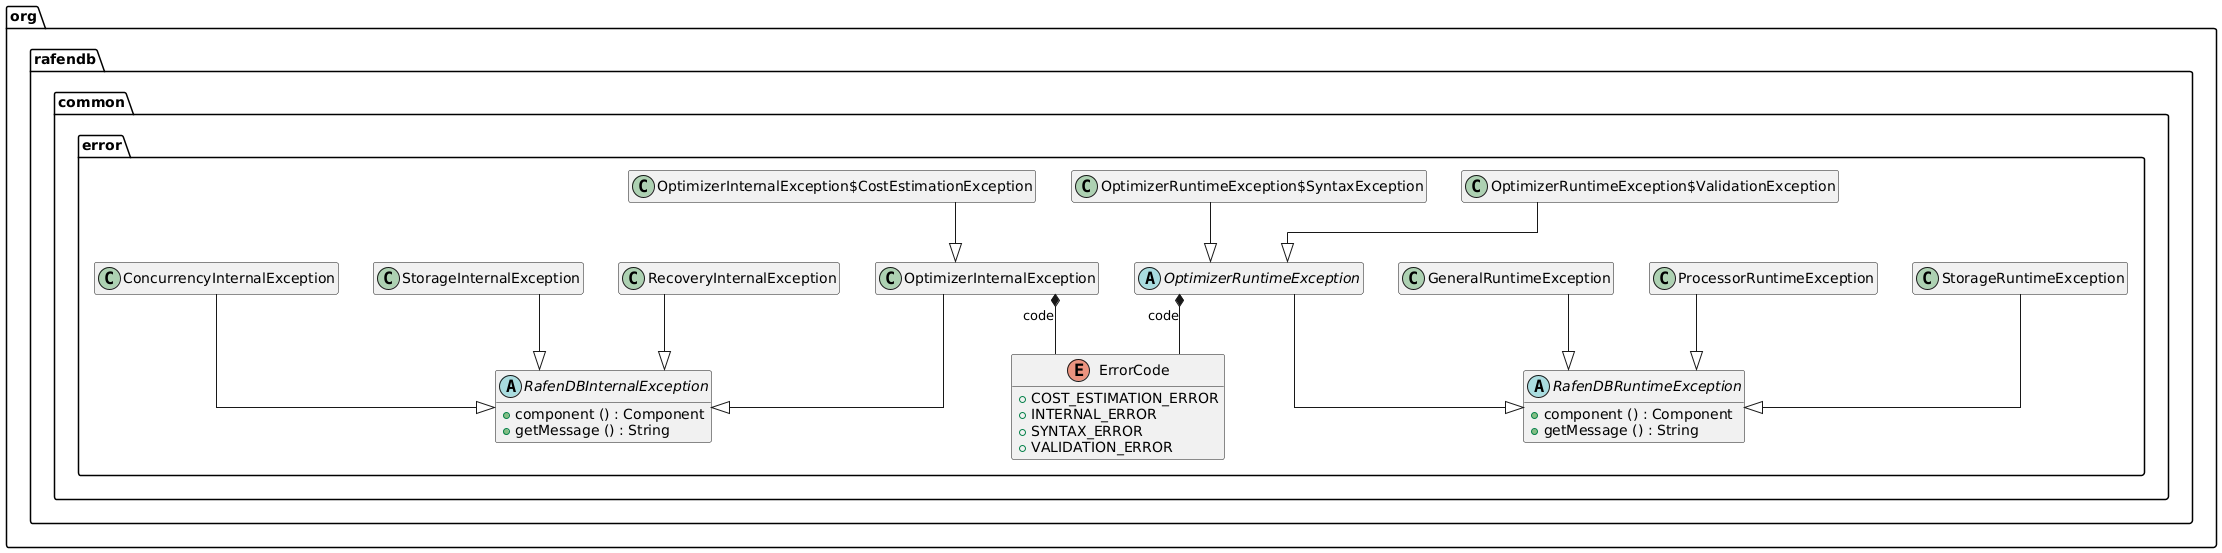 org
rafendb
common
error
C OptimizerInternalException$CostEstimationException
C OptimizerRuntimeException$SyntaxException
C OptimizerRuntimeException$ValidationException
C ConcurrencyInternalException
C StorageInternalException
C RecoveryInternalException
C OptimizerInternalException
A OptimizerRuntimeException
C GeneralRuntimeException
C ProcessorRuntimeException
C StorageRuntimeException
code
code
A RafenDBInternalException
component () : Component
getMessage () : String
E ErrorCode
COST_ESTIMATION_ERROR
INTERNAL_ERROR
SYNTAX_ERROR
VALIDATION_ERROR
A RafenDBRuntimeException
component () : Component
getMessage () : String